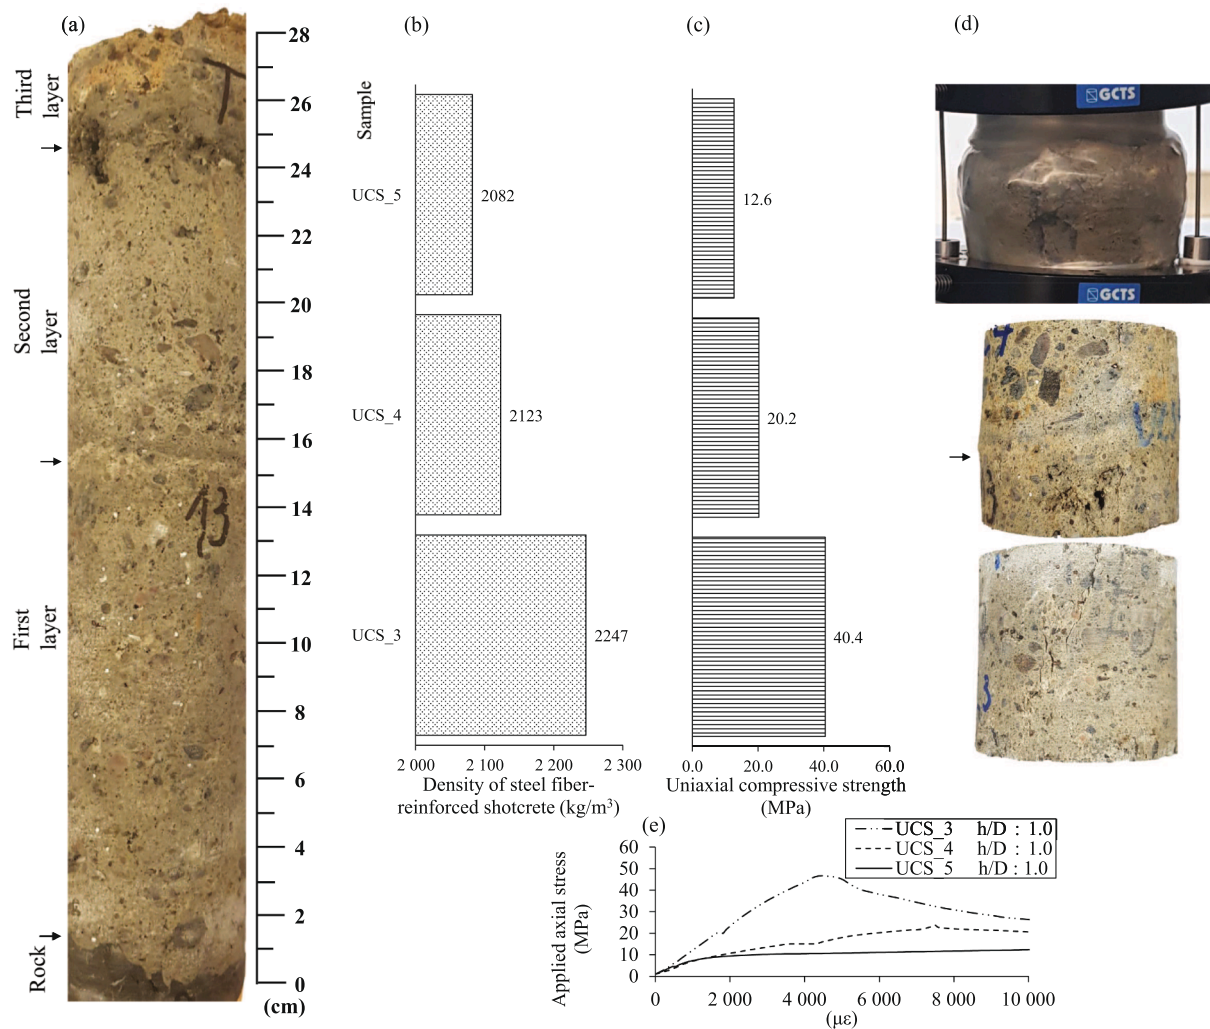 (a)
(b)
(c)
(d)
Third
layer
Second
layer
First
layer
Rock
T
13
28
26
24
22
20
18
16
14
12
10
8
6
4
2
0
(cm)
Sample
UCS_5
2082
UCS_4
2123
UCS_3
2247
2 000
2 100
2 200
2 300
Density of steel fiber-
reinforced shotcrete (kg/m³)
12.6
20.2
40.4
0.0
20.0
40.0
60.0
Uniaxial compressive strength
(MPa)
GCTS
GCTS
(e)
UCS_3 h/D : 1.0
UCS_4 h/D : 1.0
UCS_5 h/D : 1.0
Applied axial stress
(MPa)
60
50
40
30
20
10
0
0
2 000
4 000
6 000
8 000
10 000
(με)